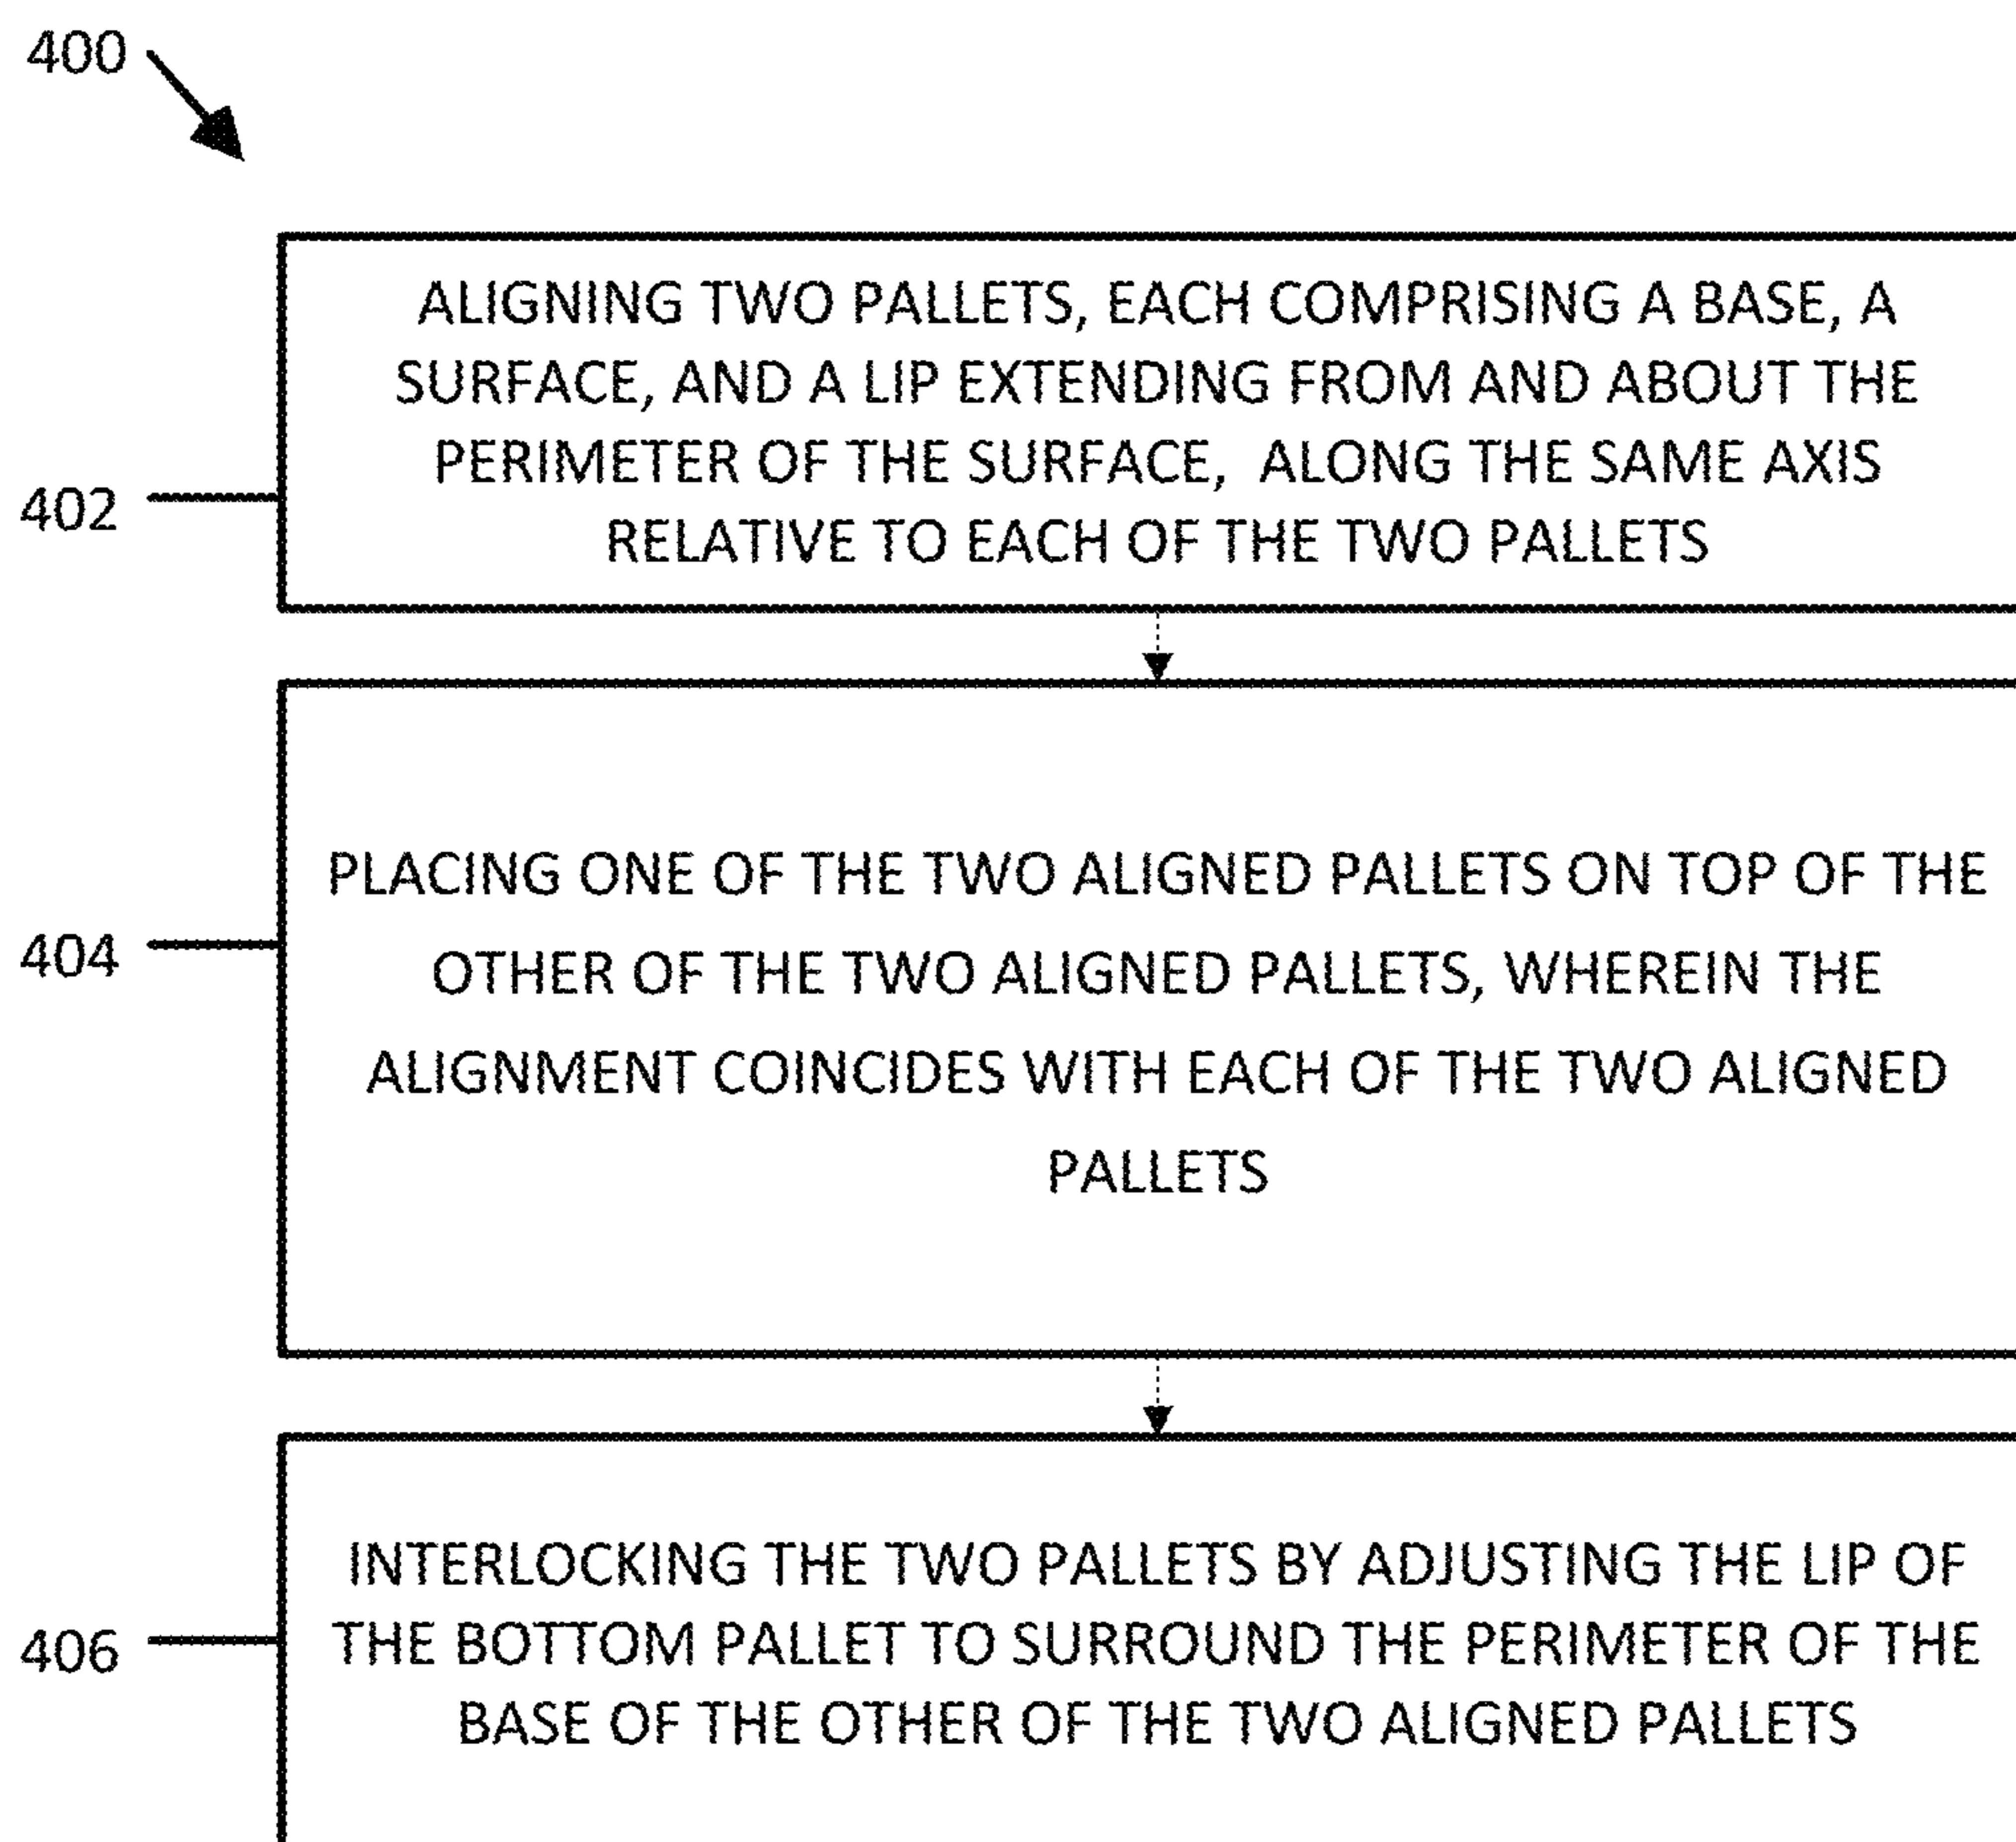 400
ALIGNING TWO PALLETS, EACH COMPRISING A BASE, A
SURFACE, AND A LIP EXTENDING FROM AND ABOUT THE
PERIMETER OF THE SURFACE, ALONG THE SAME AXIS
RELATIVE TO EACH OF THE TWO PALLETS
402
PLACING ONE OF THE TWO ALIGNED PALLETS ON TOP OF THE
OTHER OF THE TWO ALIGNED PALLETS, WHEREIN THE
ALIGNMENT COINCIDES WITH EACH OF THE TWO ALIGNED
PALLETS
404
INTERLOCKING THE TWO PALLETS BY ADJUSTING THE LIP OF
THE BOTTOM PALLET TO SURROUND THE PERIMETER OF THE
BASE OF THE OTHER OF THE TWO ALIGNED PALLETS
406